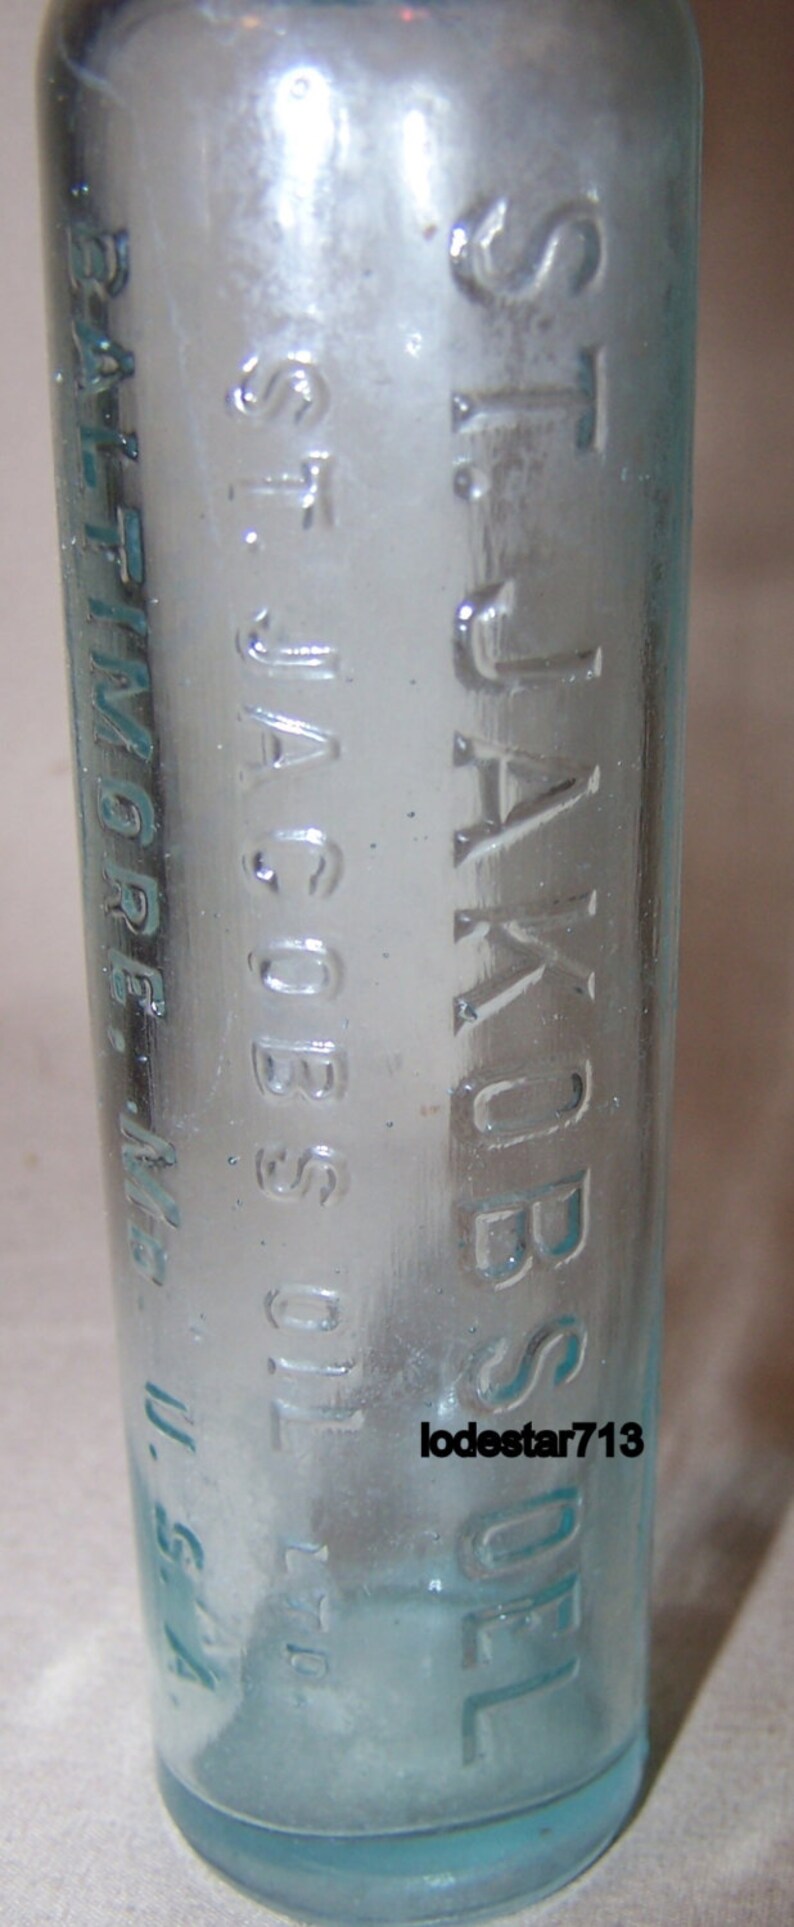 ST. JAKOBS OEL
ST. JACOBS OIL LTD.
BALTIMORE. MD. U.S.A.
lodestar713